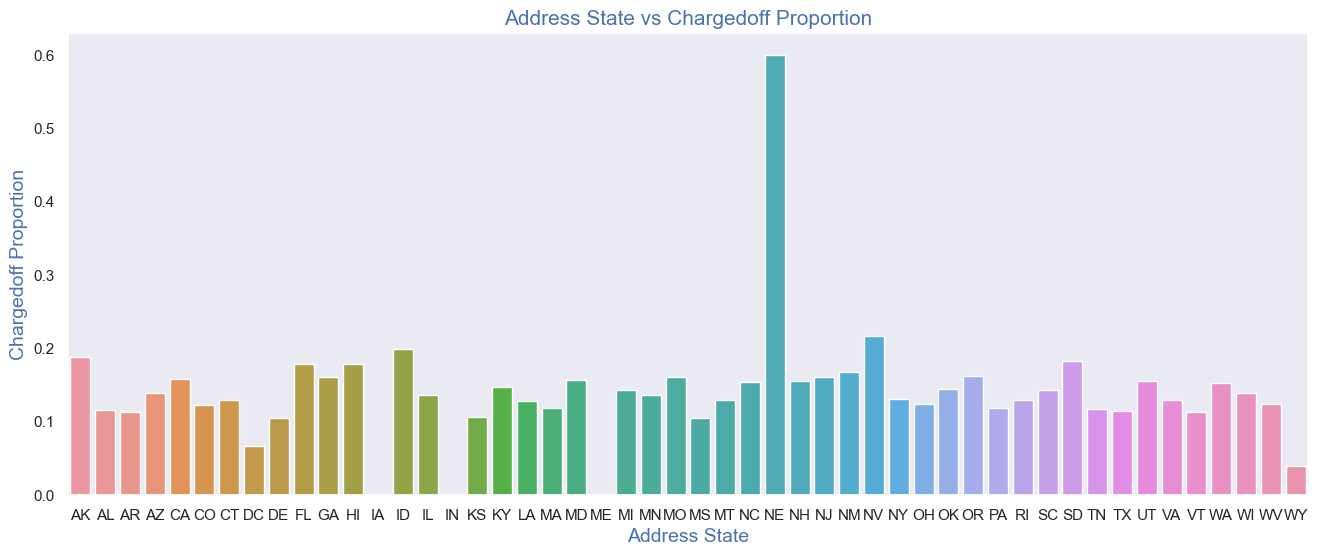 Address State vs Chargedoff Proportion
Chargedoff Proportion
0.6
0.5
0.4
0.3
0.2
0.1
0.0
AK AL AR AZ CA CO CT DC DE FL GA HI IA ID IL IN KS KY LA MA MD ME MI MN MO MS MT NC NE NH NJ NM NV NY OH OK OR PA RI SC SD TN TX UT VA VT WA WI WV WY
Address State